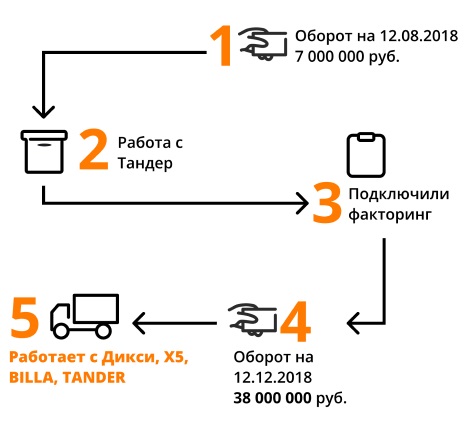 1
Оборот на 12.08.2018
7 000 000 руб.
2
Работа с
Тандер
3
Подключили
факторинг
4
Оборот на
12.12.2018
38 000 000 руб.
5
Работает с Дикси, X5,
BILLA, TANDER